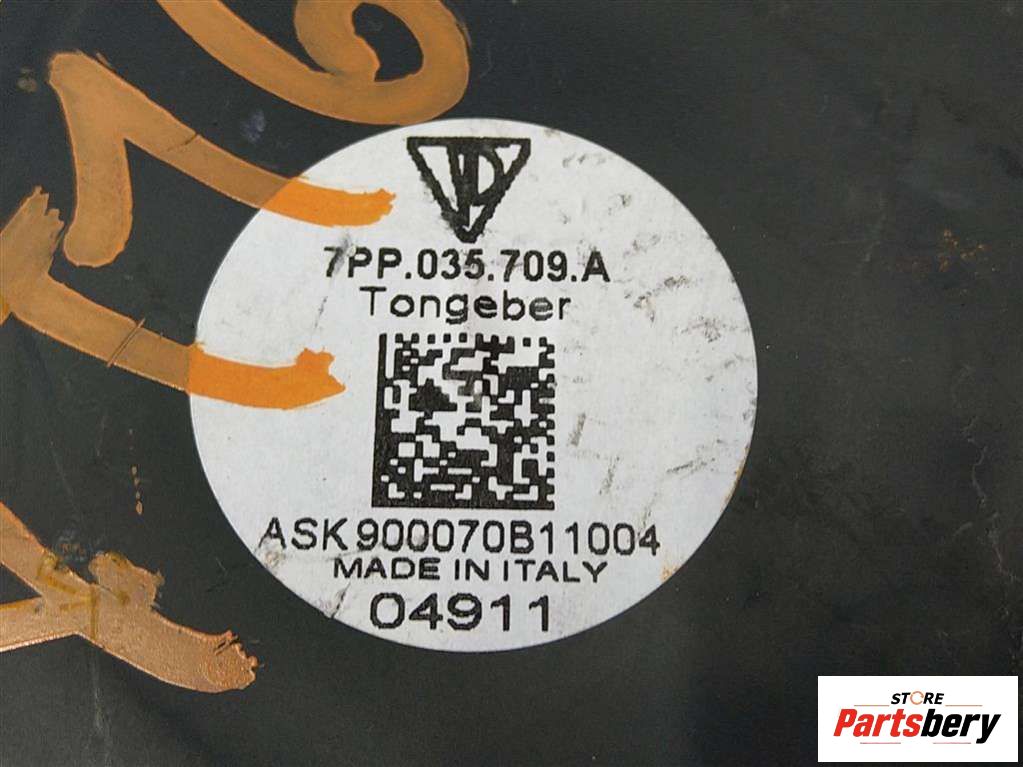 7PP.035.709.A
Tongeber
ASK900070B11004
MADE IN ITALY
04911
STORE
Partsbery